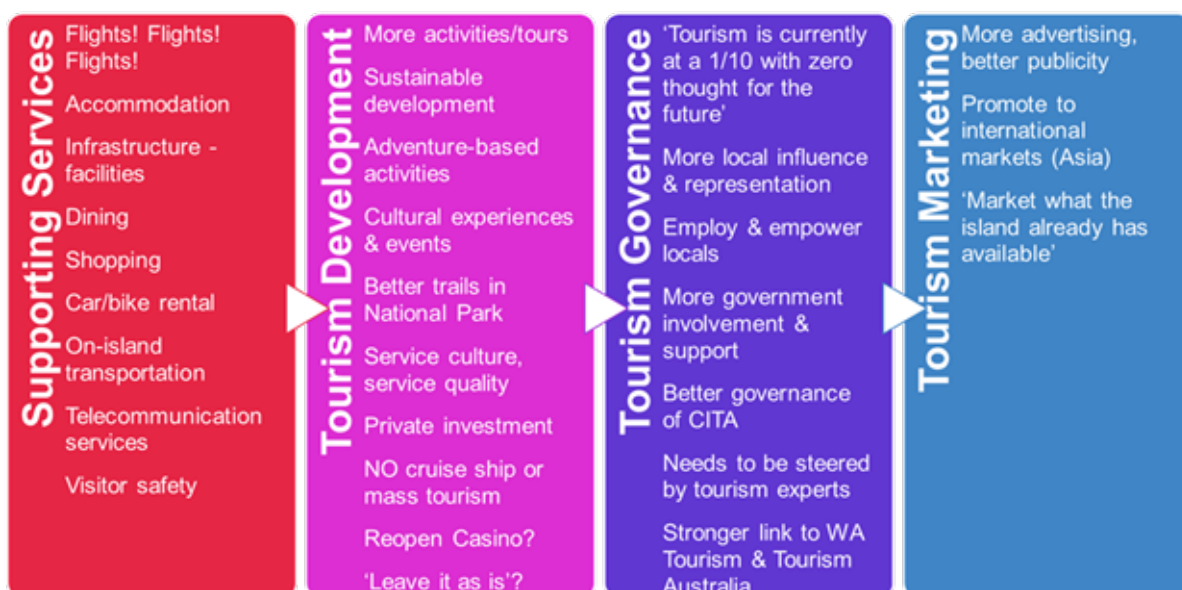 Supporting Services
Flights! Flights!
Flights!
Accommodation
Infrastructure -
facilities
Dining
Shopping
Car/bike rental
On-island
transportation
Telecommunication
services
Visitor safety
Tourism Development
More activities/tours
Sustainable
development
Adventure-based
activities
Cultural experiences
& events
Better trails in
National Park
Service culture,
service quality
Private investment
NO cruise ship or
mass tourism
Reopen Casino?
‘Leave it as is’?
Tourism Governance
‘Tourism is currently
at a 1/10 with zero
thought for the
future’
More local influence
& representation
Employ & empower
locals
More government
involvement &
support
Better governance
of CITA
Needs to be steered
by tourism experts
Stronger link to WA
Tourism & Tourism
Australia
Tourism Marketing
More advertising,
better publicity
Promote to
international
markets (Asia)
‘Market what the
island already has
available’